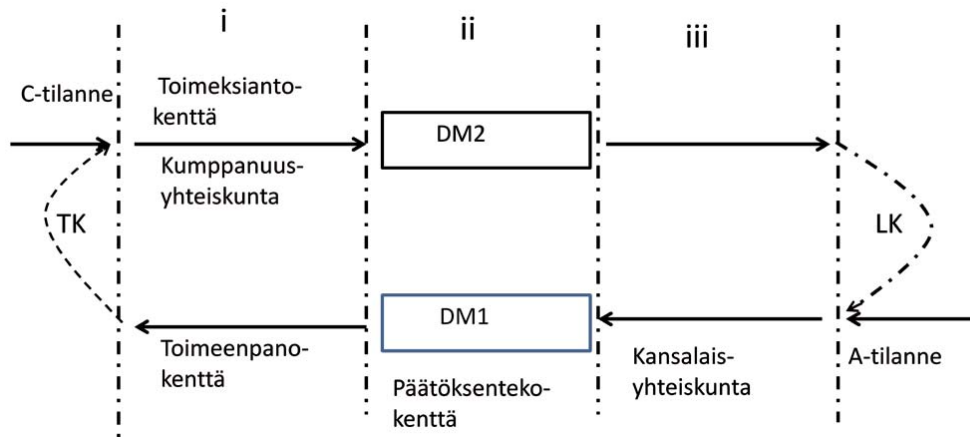 i
ii
iii
C-tilanne
Toimeksianto-
kenttä
DM2
Kumppanuus-
yhteiskunta
TK
LK
DM1
Toimeenpano-
kenttä
Päätöksenteko-
kenttä
Kansalais-
yhteiskunta
A-tilanne